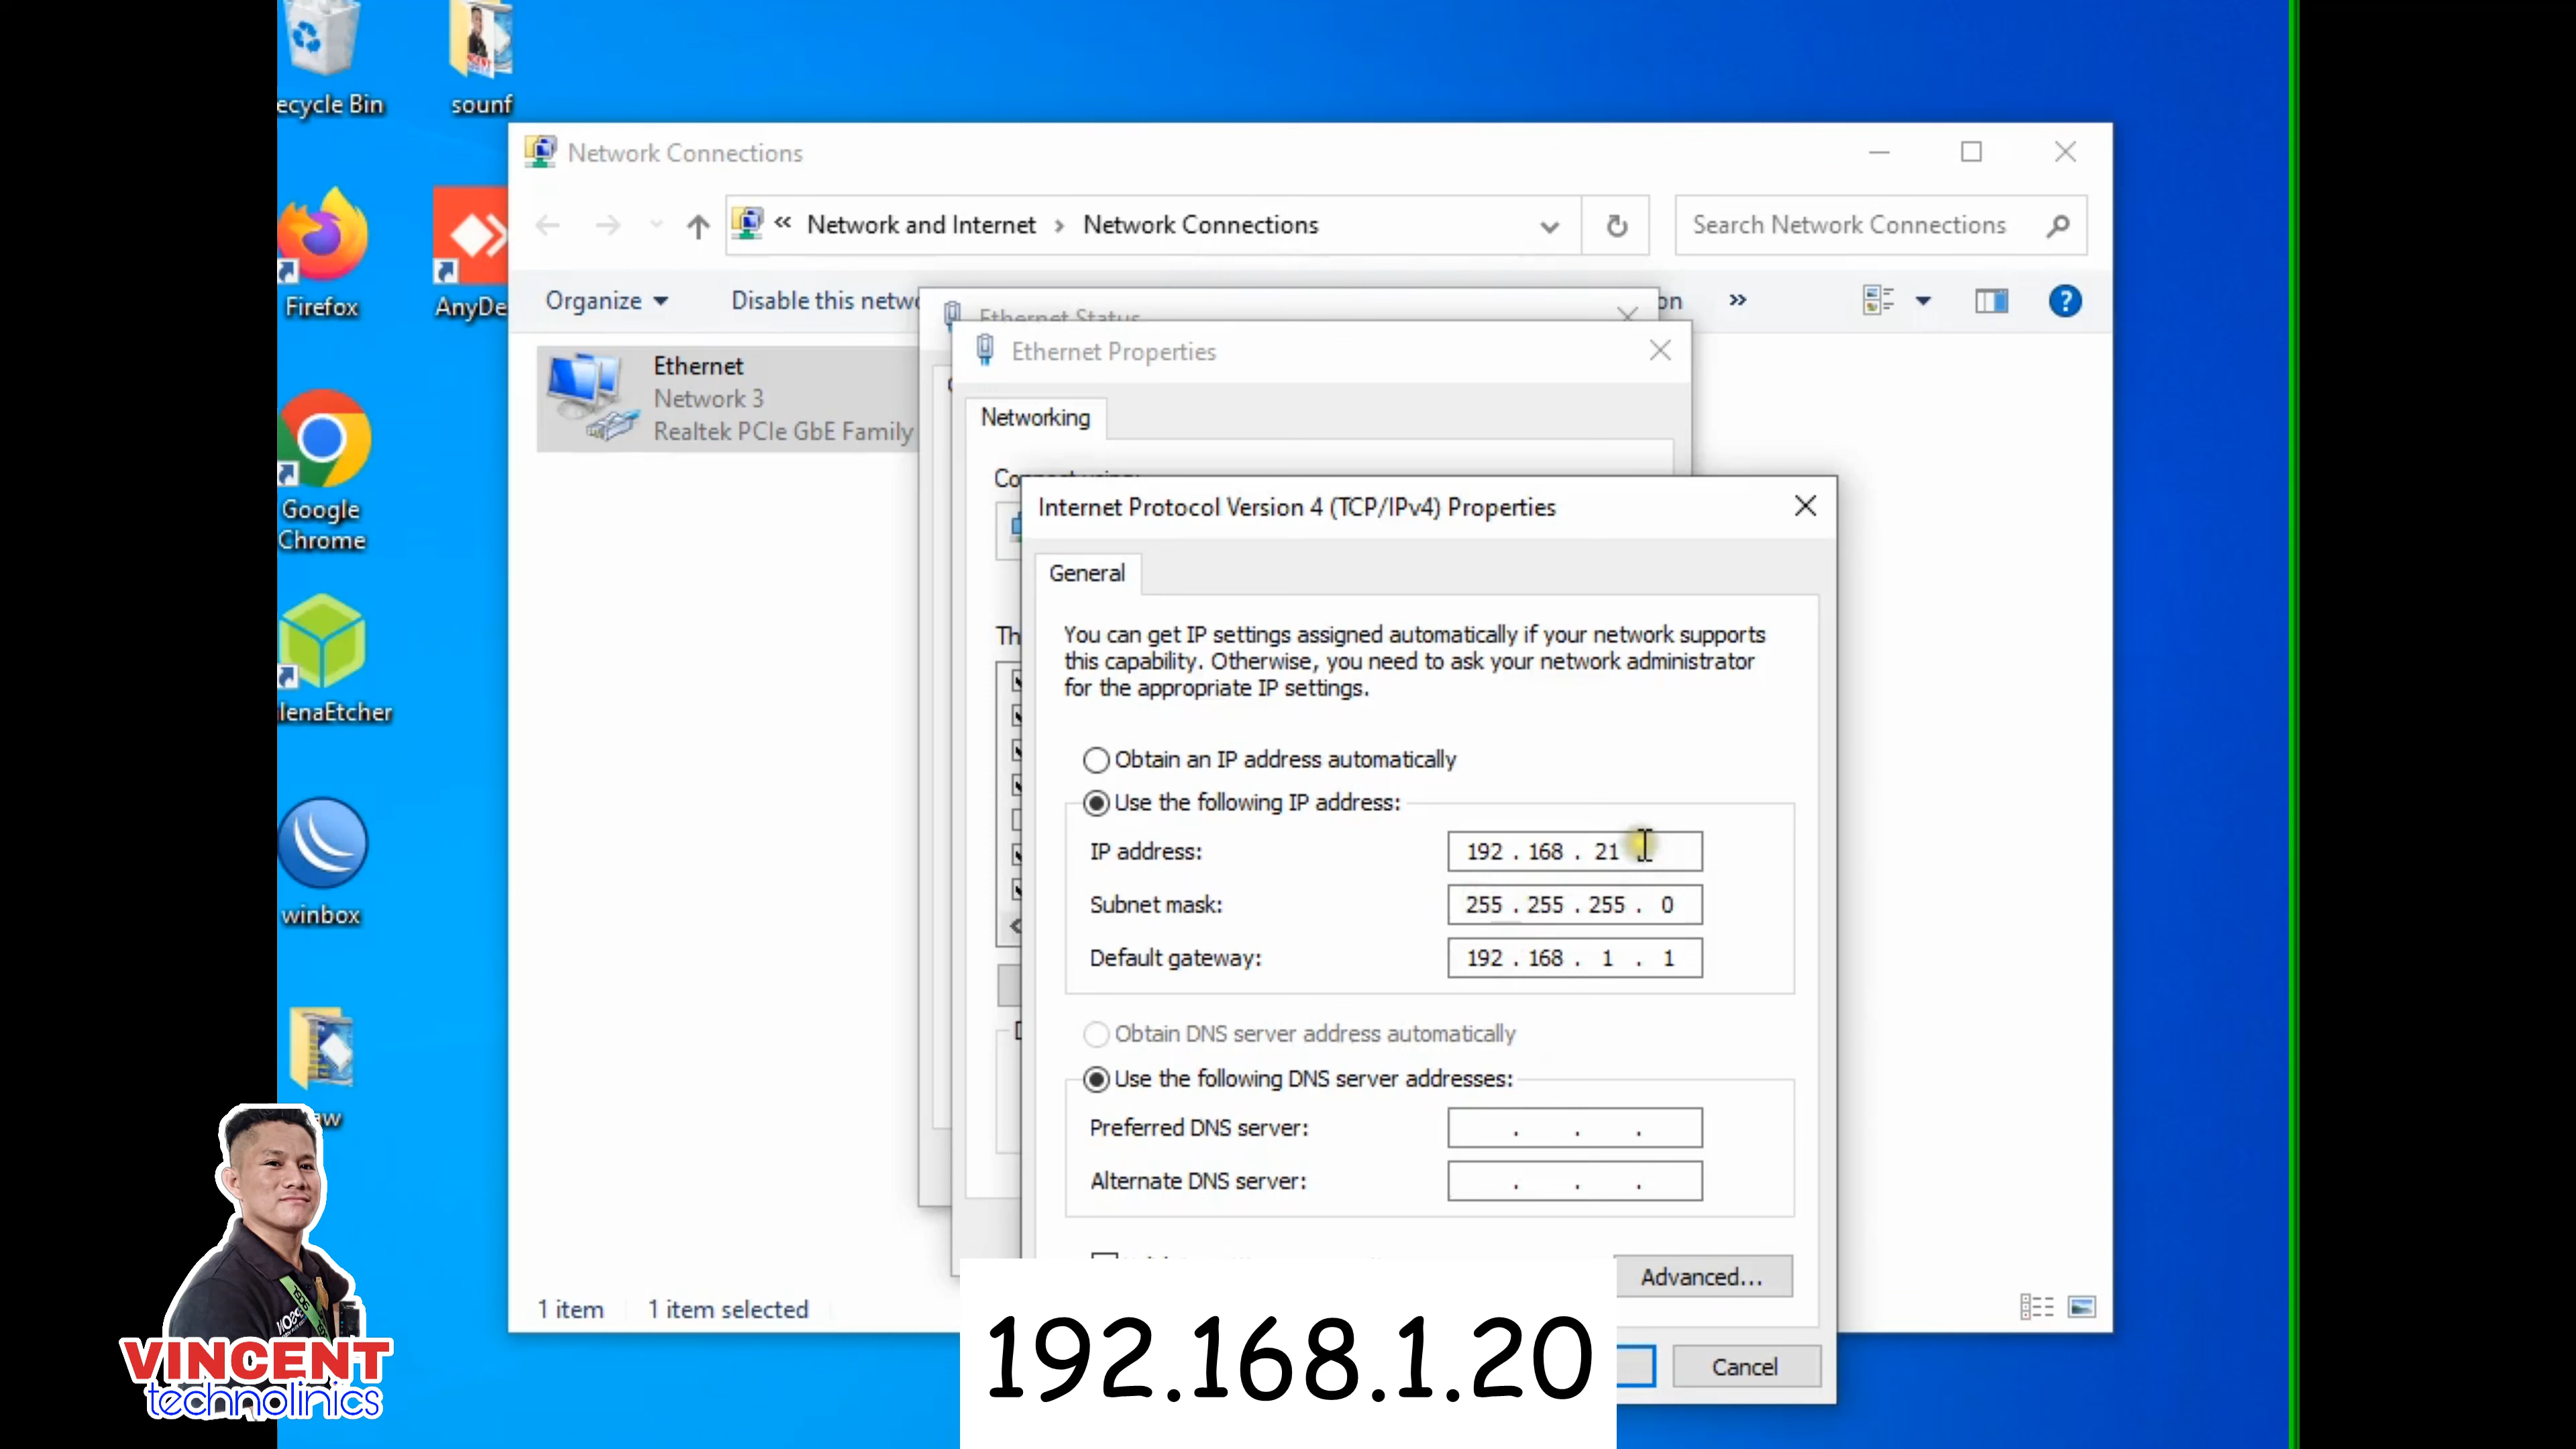 ecycle Bin
sounf
Firefox
AnyDe
Google
Chrome
lenaEtcher
winbox
aw
Network Connections
« Network and Internet › Network Connections
Search Network Connections
Organize
Disable this netwo
on
»
Ethernet
Network 3
Realtek PCIe GbE Family
Ethernet Status
Ethernet Properties
Networking
Internet Protocol Version 4 (TCP/IPv4) Properties
General
Th
You can get IP settings assigned automatically if your network supports
this capability. Otherwise, you need to ask your network administrator
for the appropriate IP settings.
Obtain an IP address automatically
Use the following IP address:
IP address: 192 . 168 . 21 .
Subnet mask: 255 . 255 . 255 . 0
Default gateway: 192 . 168 . 1 . 1
Obtain DNS server address automatically
Use the following DNS server addresses:
Preferred DNS server: . . .
Alternate DNS server: . . .
Advanced...
Cancel
1 item
1 item selected
192.168.1.20
VINCENT
technolinics